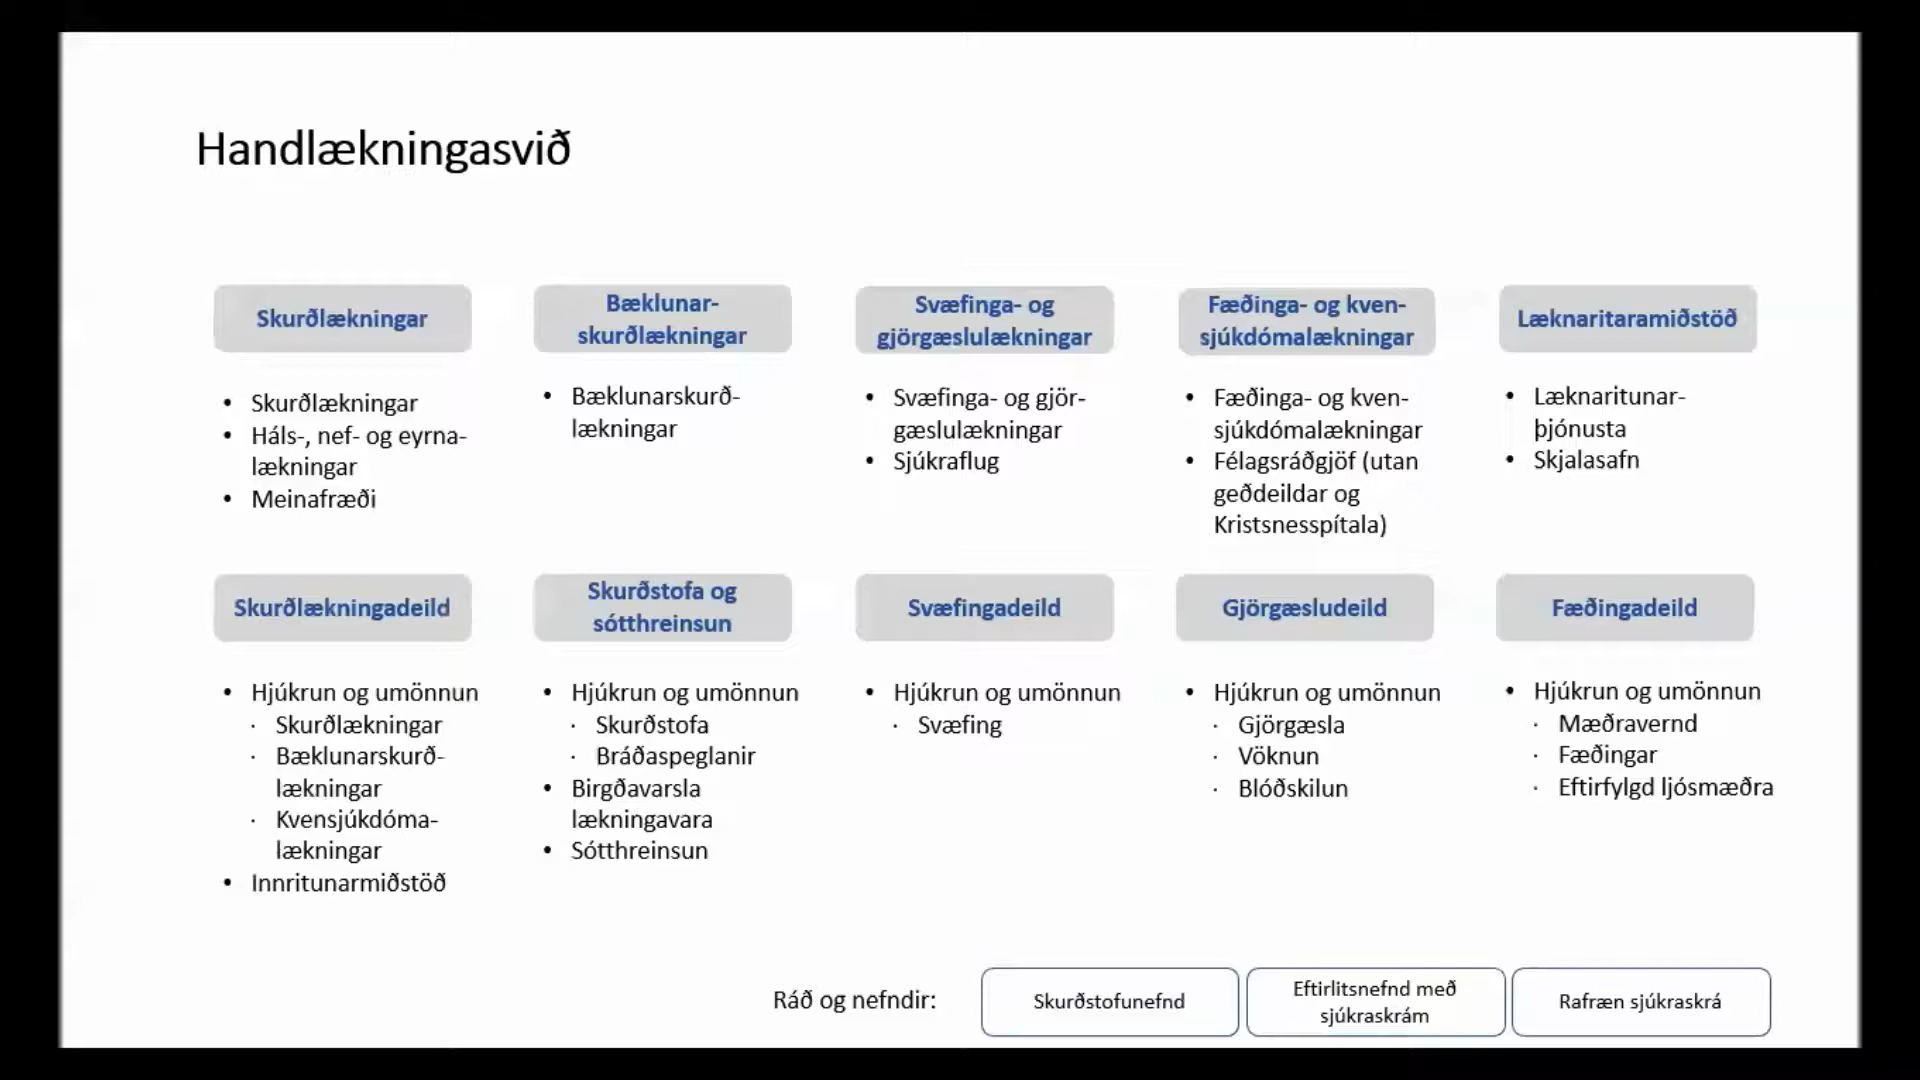 Handlækningasvið
Skurðlækningar
• Skurðlækningar
• Háls-, nef- og eyrna-
lækningar
• Meinafræði
Bæklunar-
skurðlækningar
• Bæklunarskurð-
lækningar
Svæfinga- og
gjörgæslulækningar
• Svæfinga- og gjör-
gæslulækningar
• Sjúkraflug
Fæðinga- og kven-
sjúkdómalækningar
• Fæðinga- og kven-
sjúkdómalækningar
• Félagsráðgjöf (utan
geðdeildar og
Kristsnesspítala)
Læknaritaramiðstöð
• Læknaritunar-
þjónusta
• Skjalasafn
Skurðlækningadeild
• Hjúkrun og umönnun
· Skurðlækningar
· Bæklunarskurð-
lækningar
· Kvensjúkdóma-
lækningar
• Innritunarmiðstöð
Skurðstofa og
sótthreinsun
• Hjúkrun og umönnun
· Skurðstofa
· Bráðaspeglanir
• Birgðavarsla
lækningavara
• Sótthreinsun
Svæfingadeild
• Hjúkrun og umönnun
· Svæfing
Gjörgæsludeild
• Hjúkrun og umönnun
· Gjörgæsla
· Vöknun
· Blóðskilun
Fæðingadeild
• Hjúkrun og umönnun
· Mæðravernd
· Fæðingar
· Eftirfylgd ljósmæðra
Ráð og nefndir:
Skurðstofunefnd
Eftirlitsnefnd með
sjúkraskrám
Rafræn sjúkraskrá